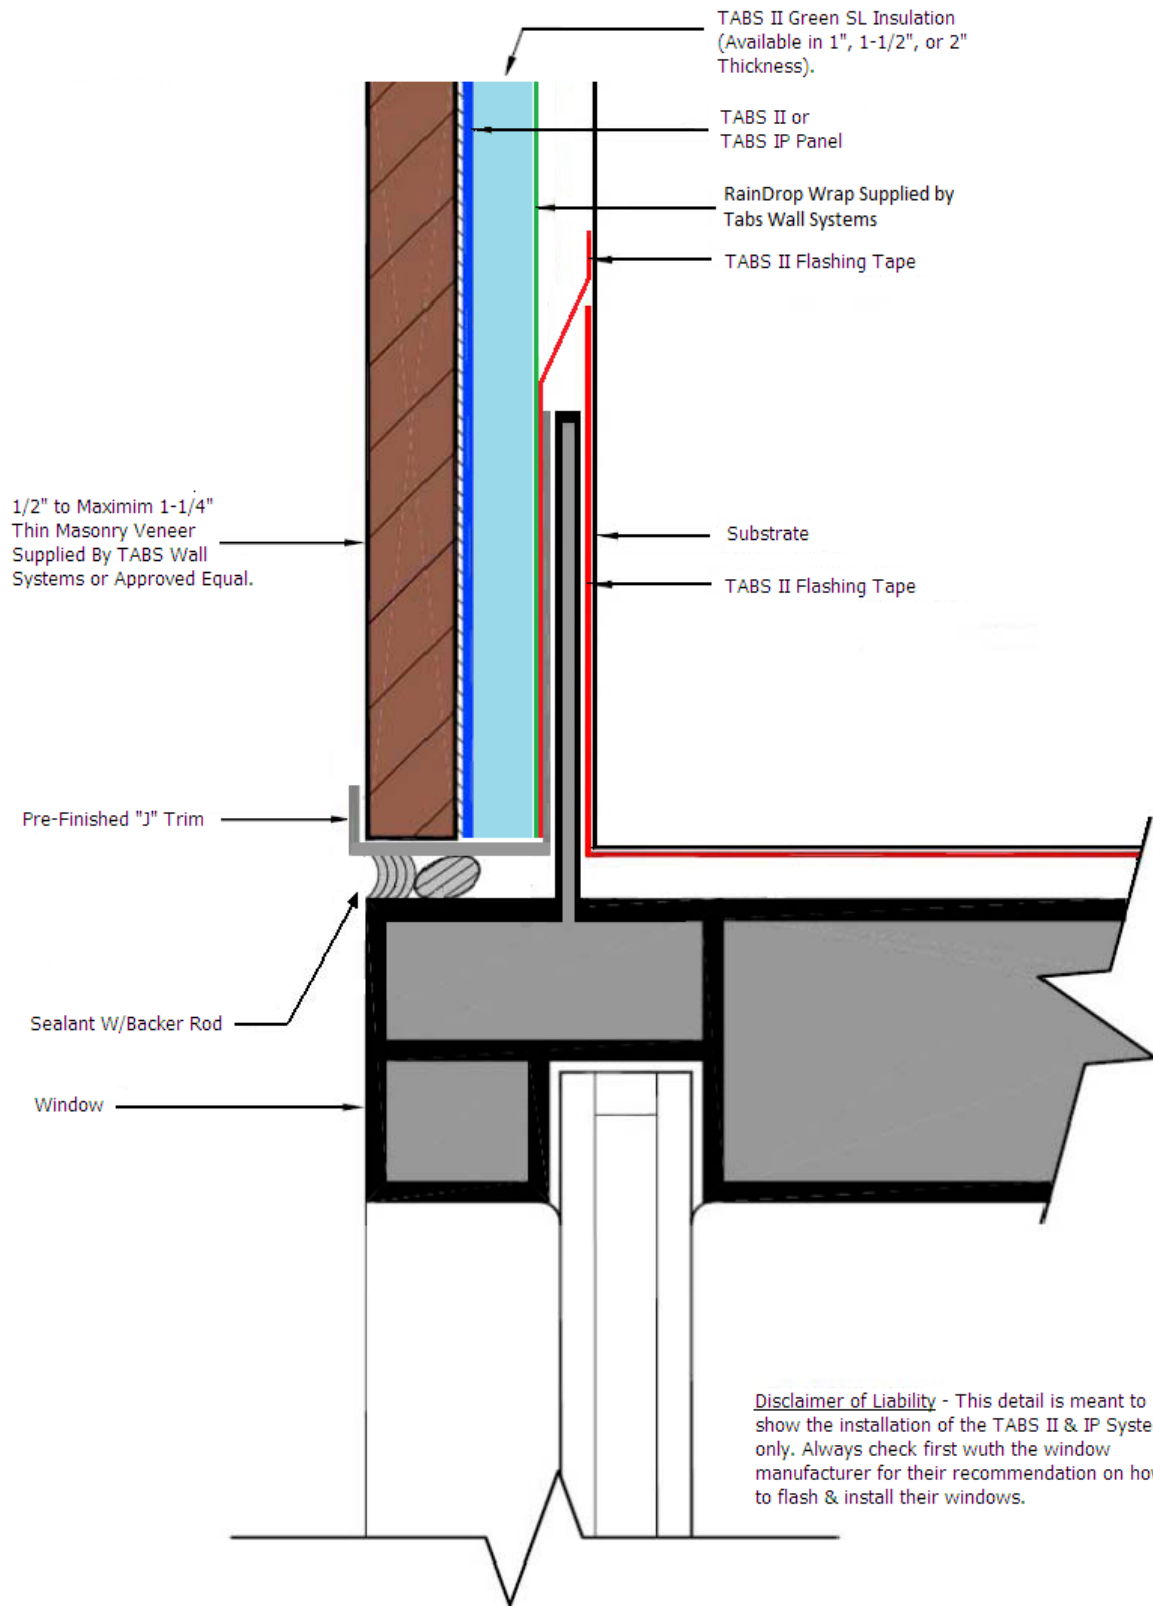 TABS II Green SL Insulation
(Available in 1", 1-1/2", or 2"
Thickness).
TABS II or
TABS IP Panel
RainDrop Wrap Supplied by
Tabs Wall Systems
TABS II Flashing Tape
1/2" to Maximim 1-1/4"
Thin Masonry Veneer
Supplied By TABS Wall
Systems or Approved Equal.
Substrate
TABS II Flashing Tape
Pre-Finished "J" Trim
Sealant W/Backer Rod
Window
Disclaimer of Liability - This detail is meant to
show the installation of the TABS II & IP Syste
only. Always check first wuth the window
manufacturer for their recommendation on ho
to flash & install their windows.